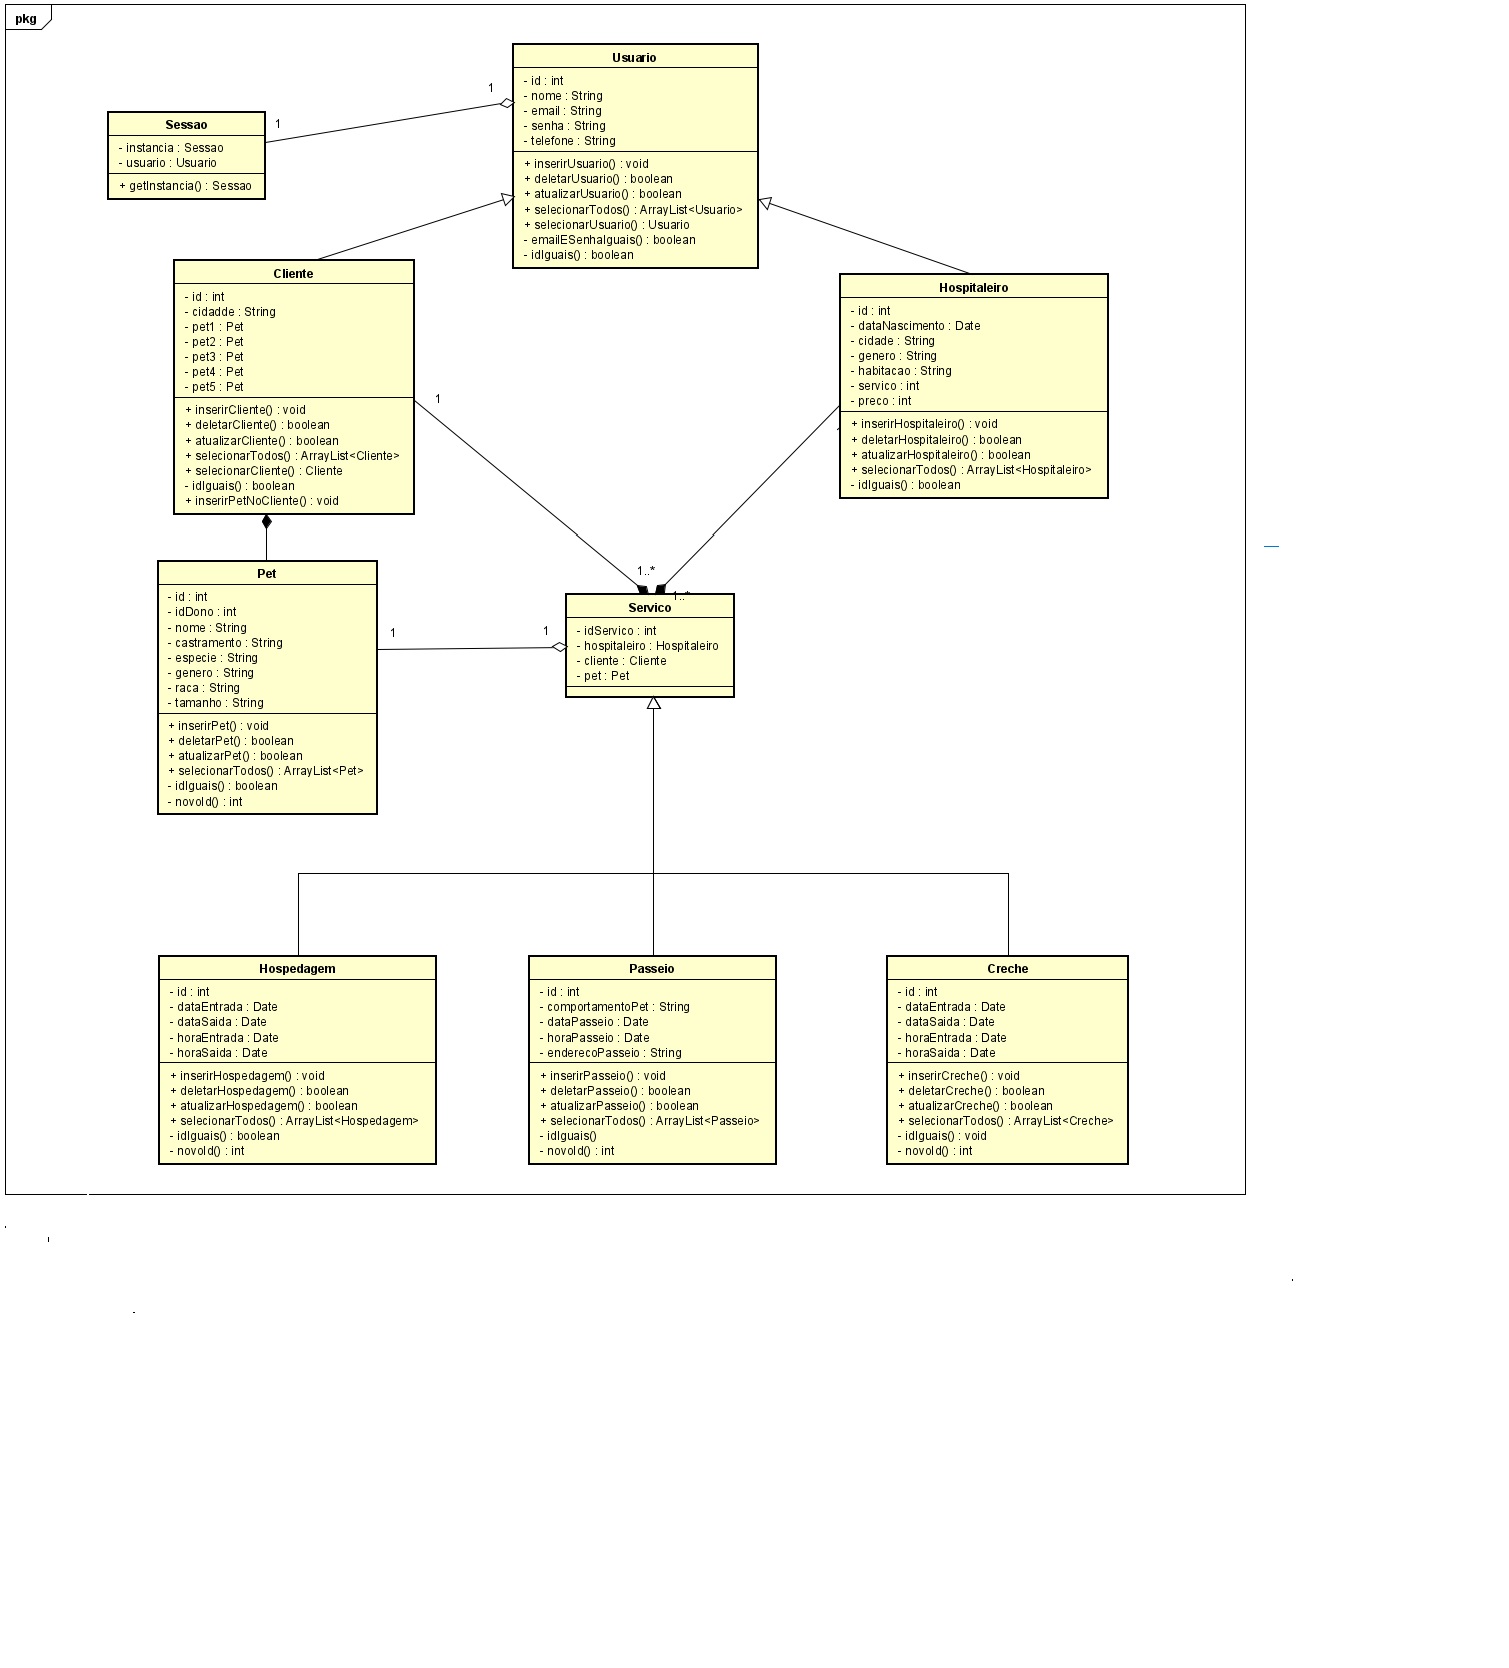 pkg
Usuario
- id : int
- nome : String
- email : String
- senha : String
- telefone : String
+ inserirUsuario() : void
+ deletarUsuario() : boolean
+ atualizarUsuario() : boolean
+ selecionarTodos() : ArrayList<Usuario>
+ selecionarUsuario() : Usuario
- emailESenhaIguais() : boolean
- idIguais() : boolean
1
1
Sessao
- instancia : Sessao
- usuario : Usuario
+ getInstancia() : Sessao
Cliente
- id : int
- cidadde : String
- pet1 : Pet
- pet2 : Pet
- pet3 : Pet
- pet4 : Pet
- pet5 : Pet
+ inserirCliente() : void
+ deletarCliente() : boolean
+ atualizarCliente() : boolean
+ selecionarTodos() : ArrayList<Cliente>
+ selecionarCliente() : Cliente
- idIguais() : boolean
+ inserirPetNoCliente() : void
1
Hospitaleiro
- id : int
- dataNascimento : Date
- cidade : String
- genero : String
- habitacao : String
- servico : int
- preco : int
+ inserirHospitaleiro() : void
+ deletarHospitaleiro() : boolean
+ atualizarHospitaleiro() : boolean
+ selecionarTodos() : ArrayList<Hospitaleiro>
- idIguais() : boolean
Pet
- id : int
- idDono : int
- nome : String
- castramento : String
- especie : String
- genero : String
- raca : String
- tamanho : String
+ inserirPet() : void
+ deletarPet() : boolean
+ atualizarPet() : boolean
+ selecionarTodos() : ArrayList<Pet>
- idIguais() : boolean
- novoId() : int
1
1
1..*
1..*
Servico
- idServico : int
- hospitaleiro : Hospitaleiro
- cliente : Cliente
- pet : Pet
Hospedagem
- id : int
- dataEntrada : Date
- dataSaida : Date
- horaEntrada : Date
- horaSaida : Date
+ inserirHospedagem() : void
+ deletarHospedagem() : boolean
+ atualizarHospedagem() : boolean
+ selecionarTodos() : ArrayList<Hospedagem>
- idIguais() : boolean
- novoId() : int
Passeio
- id : int
- comportamentoPet : String
- dataPasseio : Date
- horaPasseio : Date
- enderecoPasseio : String
+ inserirPasseio() : void
+ deletarPasseio() : boolean
+ atualizarPasseio() : boolean
+ selecionarTodos() : ArrayList<Passeio>
- idIguais()
- novoId() : int
Creche
- id : int
- dataEntrada : Date
- dataSaida : Date
- horaEntrada : Date
- horaSaida : Date
+ inserirCreche() : void
+ deletarCreche() : boolean
+ atualizarCreche() : boolean
+ selecionarTodos() : ArrayList<Creche>
- idIguais() : void
- novoId() : int